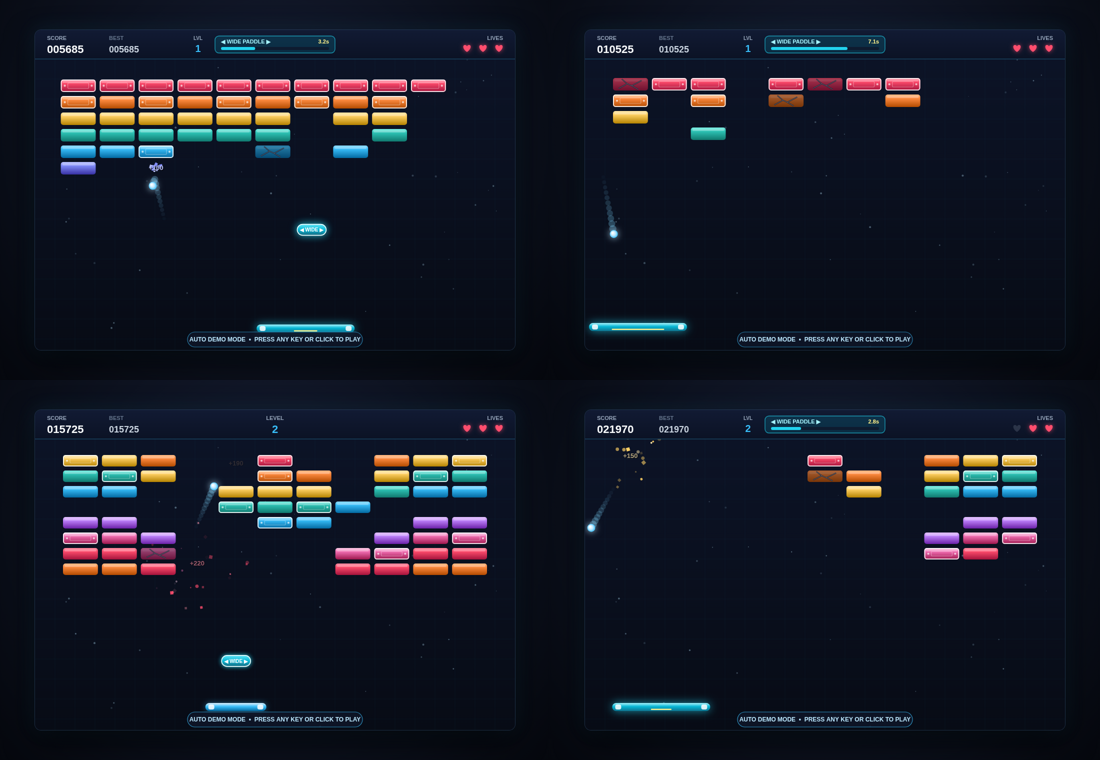 SCORE BEST LVL ◀ WIDE PADDLE ▶ 3.2s LIVES
005685 005685 1
◀ WIDE ▶
AUTO DEMO MODE • PRESS ANY KEY OR CLICK TO PLAY
SCORE BEST LVL ◀ WIDE PADDLE ▶ 7.1s LIVES
010525 010525 1
AUTO DEMO MODE • PRESS ANY KEY OR CLICK TO PLAY
SCORE BEST LEVEL LIVES
015725 015725 2
+220
◀ WIDE ▶
AUTO DEMO MODE • PRESS ANY KEY OR CLICK TO PLAY
SCORE BEST LVL ◀ WIDE PADDLE ▶ 2.8s LIVES
021970 021970 2
+150
AUTO DEMO MODE • PRESS ANY KEY OR CLICK TO PLAY